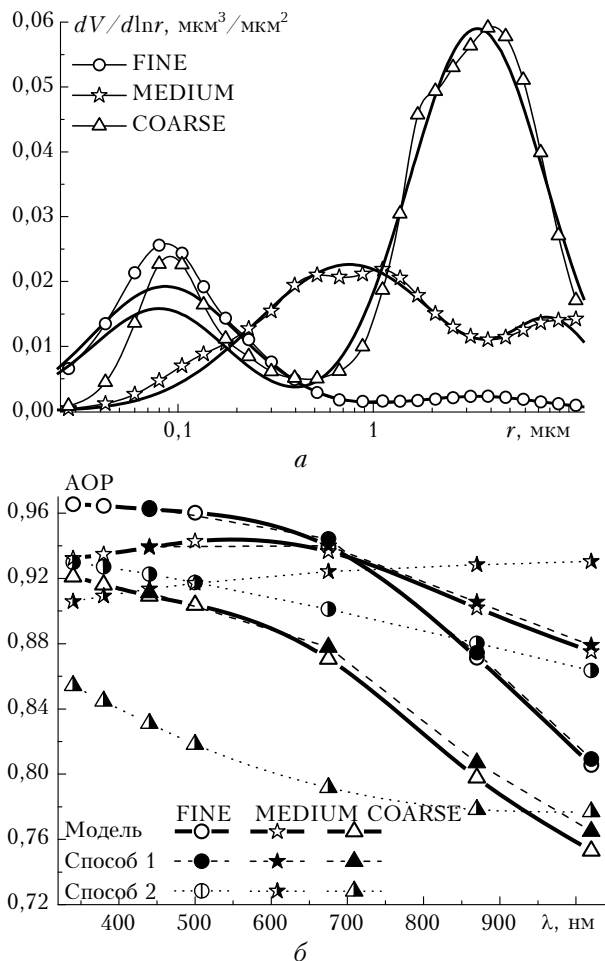 0,06
dV/dlnr, мкм³/мкм²
FINE
MEDIUM
COARSE
0,05
0,04
0,03
0,02
0,01
0,00
0,1 1 r, мкм
а
АОР
0,96
0,92
0,88
0,84
0,80
0,76
0,72
FINE MEDIUM COARSE
Модель
Способ 1
Способ 2
400 500 600 700 800 900 λ, нм
б